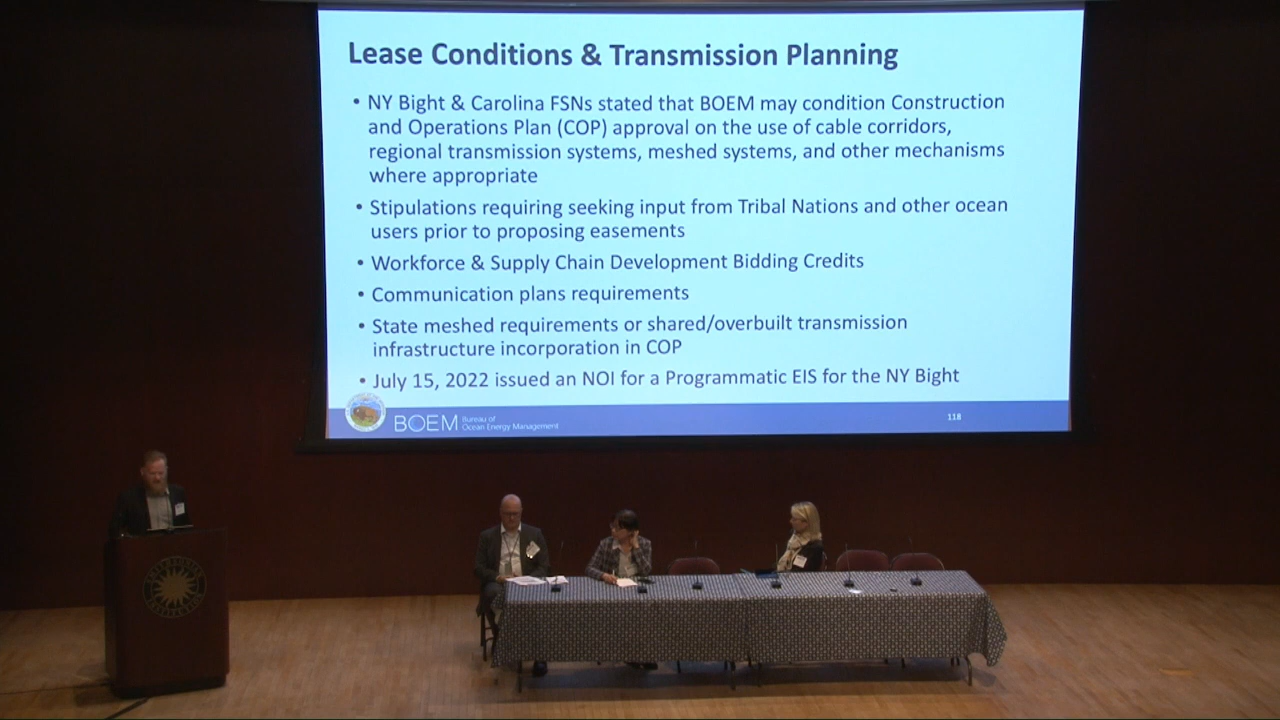 Lease Conditions & Transmission Planning
• NY Bight & Carolina FSNs stated that BOEM may condition Construction
and Operations Plan (COP) approval on the use of cable corridors,
regional transmission systems, meshed systems, and other mechanisms
where appropriate
• Stipulations requiring seeking input from Tribal Nations and other ocean
users prior to proposing easements
• Workforce & Supply Chain Development Bidding Credits
• Communication plans requirements
• State meshed requirements or shared/overbuilt transmission
infrastructure incorporation in COP
• July 15, 2022 issued an NOI for a Programmatic EIS for the NY Bight
BOEM
Bureau of
Ocean Energy Management
118